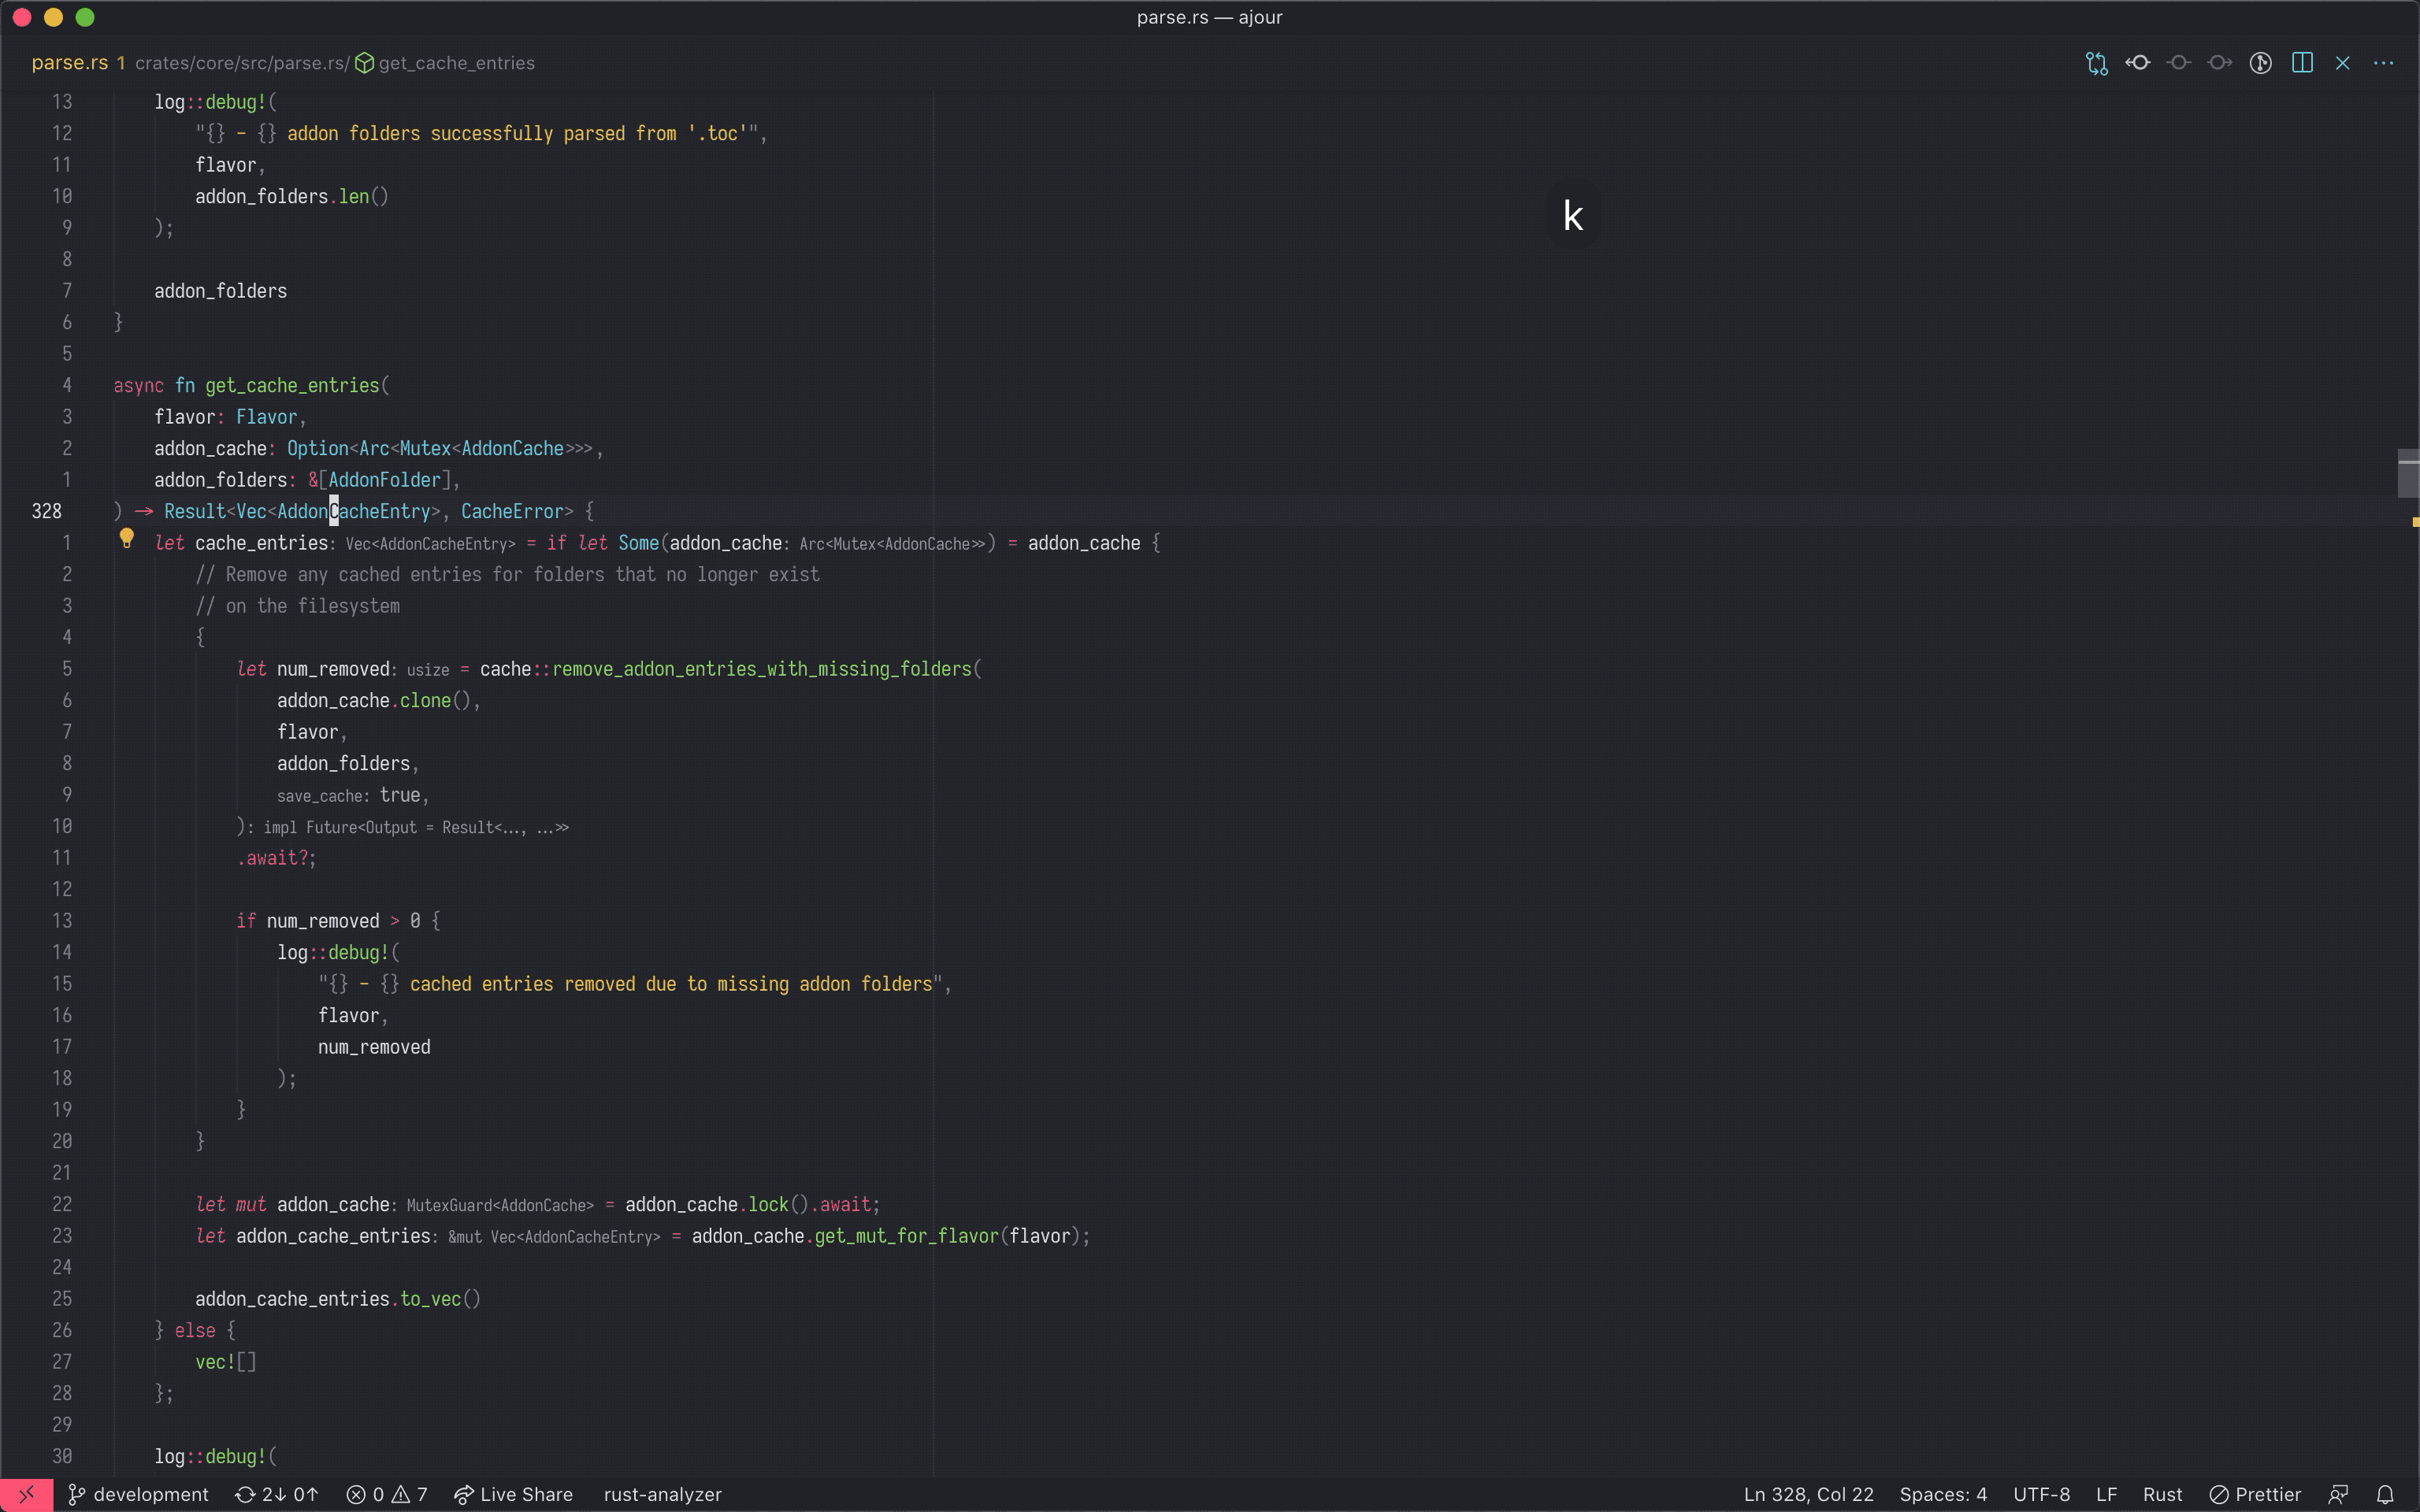 parse.rs — ajour
parse.rs 1 crates/core/src/parse.rs/ get_cache_entries
13 log::debug!(
12 "{} - {} addon folders successfully parsed from '.toc'",
11 flavor,
10 addon_folders.len()
9 );
8
7 addon_folders
6 }
5
4 async fn get_cache_entries(
3 flavor: Flavor,
2 addon_cache: Option<Arc<Mutex<AddonCache>>>,
1 addon_folders: &[AddonFolder],
328 ) → Result<Vec<AddonCacheEntry>, CacheError> {
1 let cache_entries: Vec<AddonCacheEntry> = if let Some(addon_cache: Arc<Mutex<AddonCache>>) = addon_cache {
2 // Remove any cached entries for folders that no longer exist
3 // on the filesystem
4 {
5 let num_removed: usize = cache::remove_addon_entries_with_missing_folders(
6 addon_cache.clone(),
7 flavor,
8 addon_folders,
9 save_cache: true,
10 ): impl Future<Output = Result<..., ...>>
11 .await?;
12
13 if num_removed > 0 {
14 log::debug!(
15 "{} - {} cached entries removed due to missing addon folders",
16 flavor,
17 num_removed
18 );
19 }
20 }
21
22 let mut addon_cache: MutexGuard<AddonCache> = addon_cache.lock().await;
23 let addon_cache_entries: &mut Vec<AddonCacheEntry> = addon_cache.get_mut_for_flavor(flavor);
24
25 addon_cache_entries.to_vec()
26 } else {
27 vec![]
28 };
29
30 log::debug!(
k
development 2↓ 0↑ 0 7 Live Share rust-analyzer Ln 328, Col 22 Spaces: 4 UTF-8 LF Rust Prettier